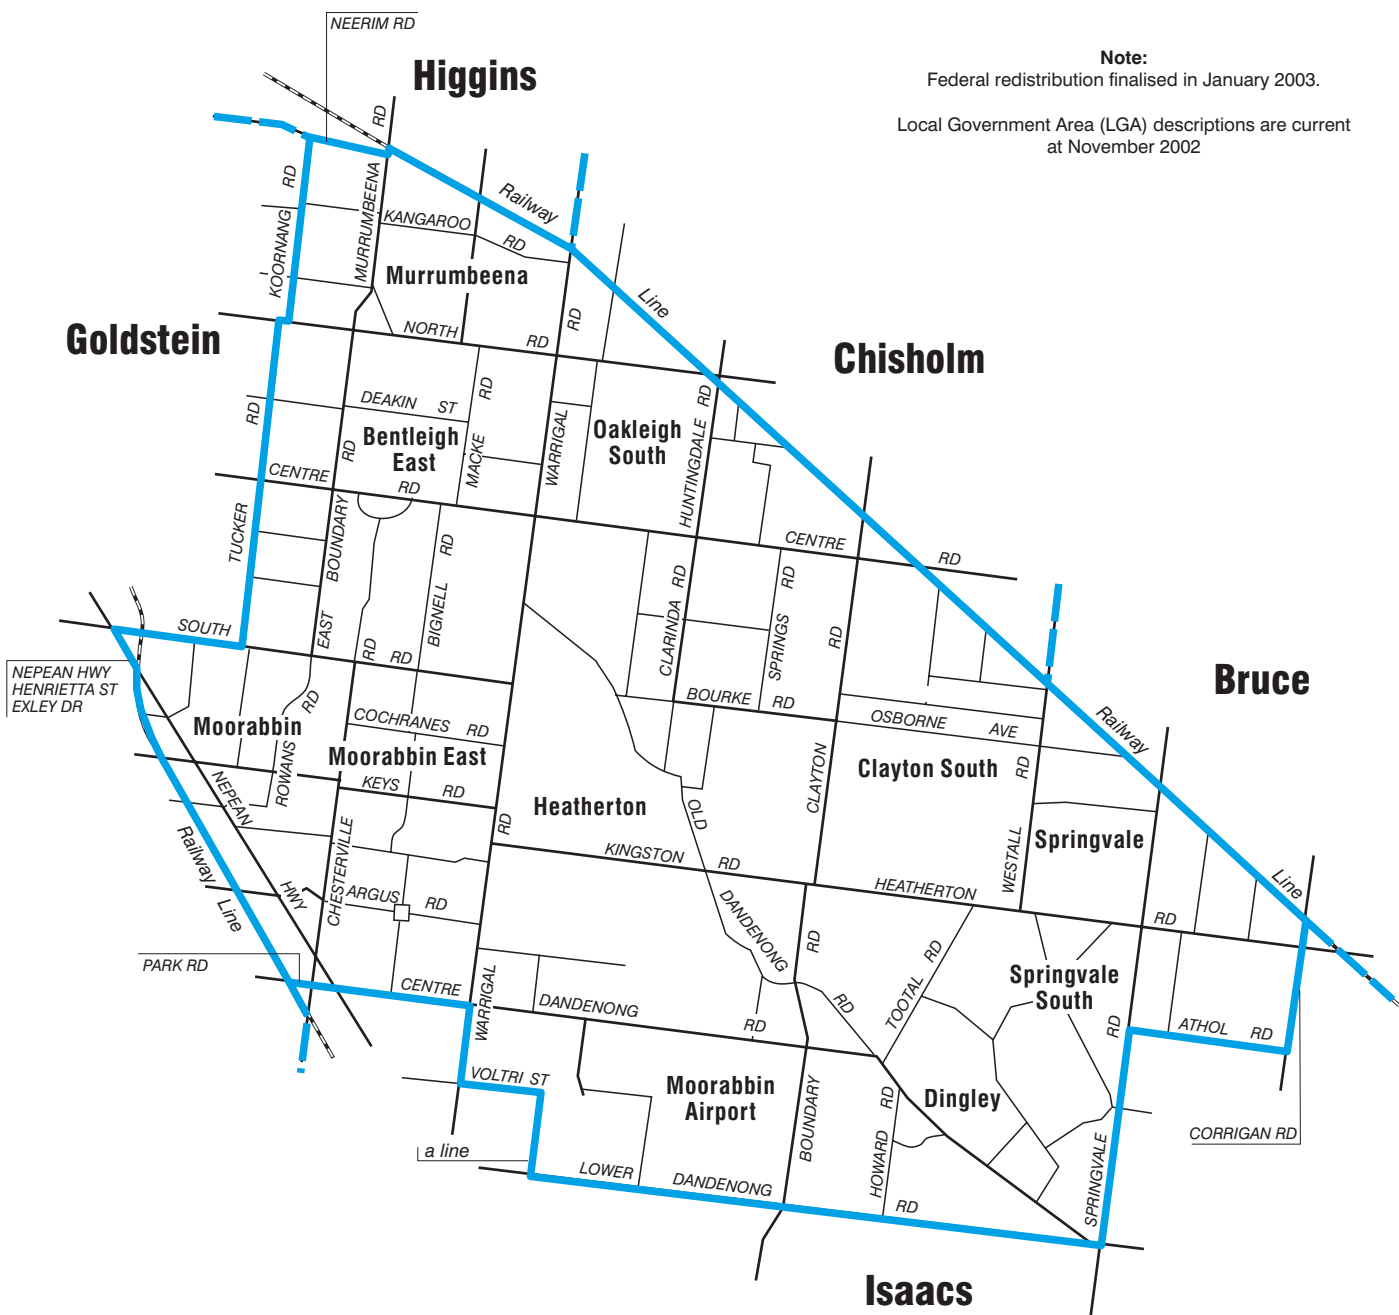 NEERIM RD
Higgins
Note:
Federal redistribution finalised in January 2003.
Local Government Area (LGA) descriptions are current
at November 2002
RD
Railway
RD
MURRUMBEENA
KOORNANG
KANGAROO
RD
Murrumbeena
Line
RD
NORTH
RD
Goldstein
Chisholm
DEAKIN ST
RD
RD
RD
WARRIGAL
Bentleigh
East
MACKE
RD
Oakleigh
South
HUNTINGDALE
CENTRE
RD
TUCKER
BOUNDARY
RD
CENTRE
RD
RD
RD
EAST
BIGNELL
CLARINDA
SPRINGS
RD
SOUTH
RD
RD
NEPEAN HWY
HENRIETTA ST
EXLEY DR
BOURKE
RD
Bruce
Moorabbin
RD
COCHRANES RD
OSBORNE
AVE
Railway
ROWANS
Moorabbin East
Clayton South
RD
NEPEAN
KEYS
RD
CLAYTON
Heatherton
OLD
RD
Railway
Line
CHESTERVILLE
Springvale
KINGSTON
RD
WESTALL
HWY
ARGUS
RD
HEATHERTON
RD
Line
DANDENONG
RD
RD
PARK RD
CENTRE
WARRIGAL
DANDENONG
RD
RD
TOOTAL
Springvale
South
RD
ATHOL
RD
VOLTRI ST
Moorabbin
Airport
BOUNDARY
RD
Dingley
HOWARD
CORRIGAN RD
a line
LOWER
DANDENONG
RD
SPRINGVALE
Isaacs